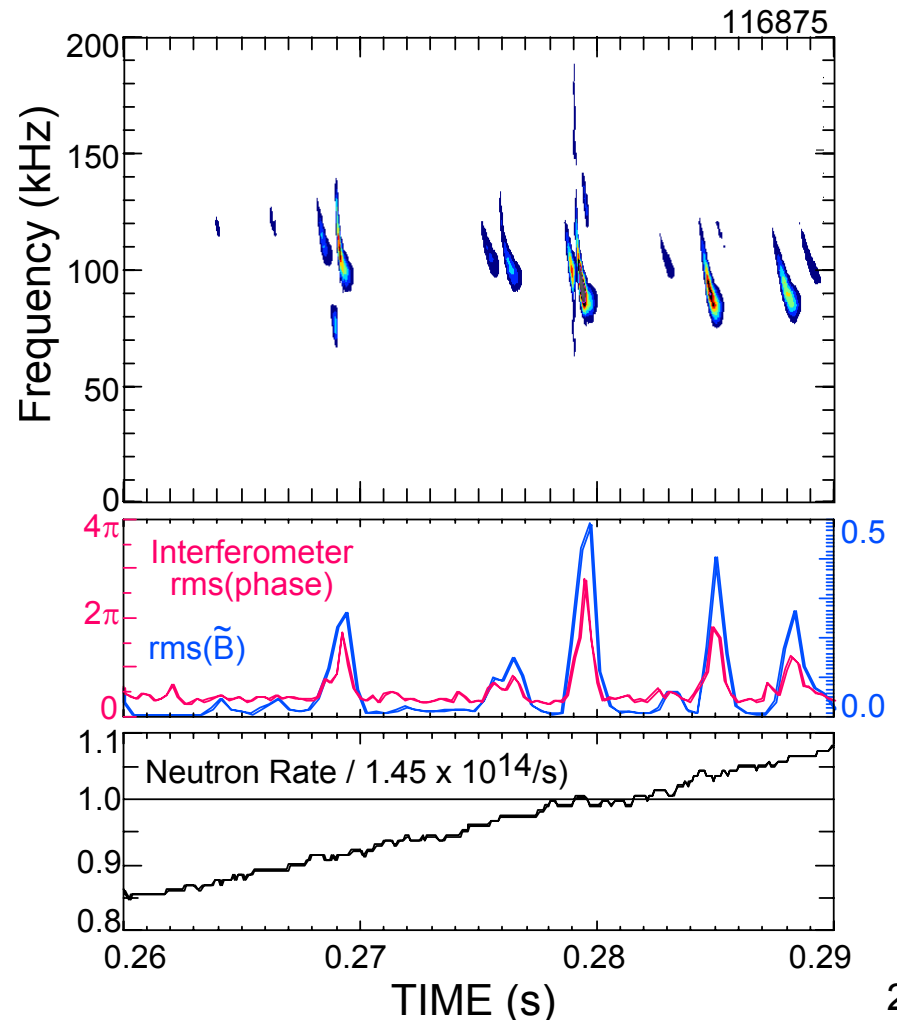 116875
200
150
100
50
0
Frequency (kHz)
4π
2π
0
Interferometer
rms(phase)
rms(B̃)
0.5
0.0
1.1
1.0
0.9
0.8
Neutron Rate / 1.45 x 10¹⁴/s)
0.26 0.27 0.28 0.29
TIME (s)
2